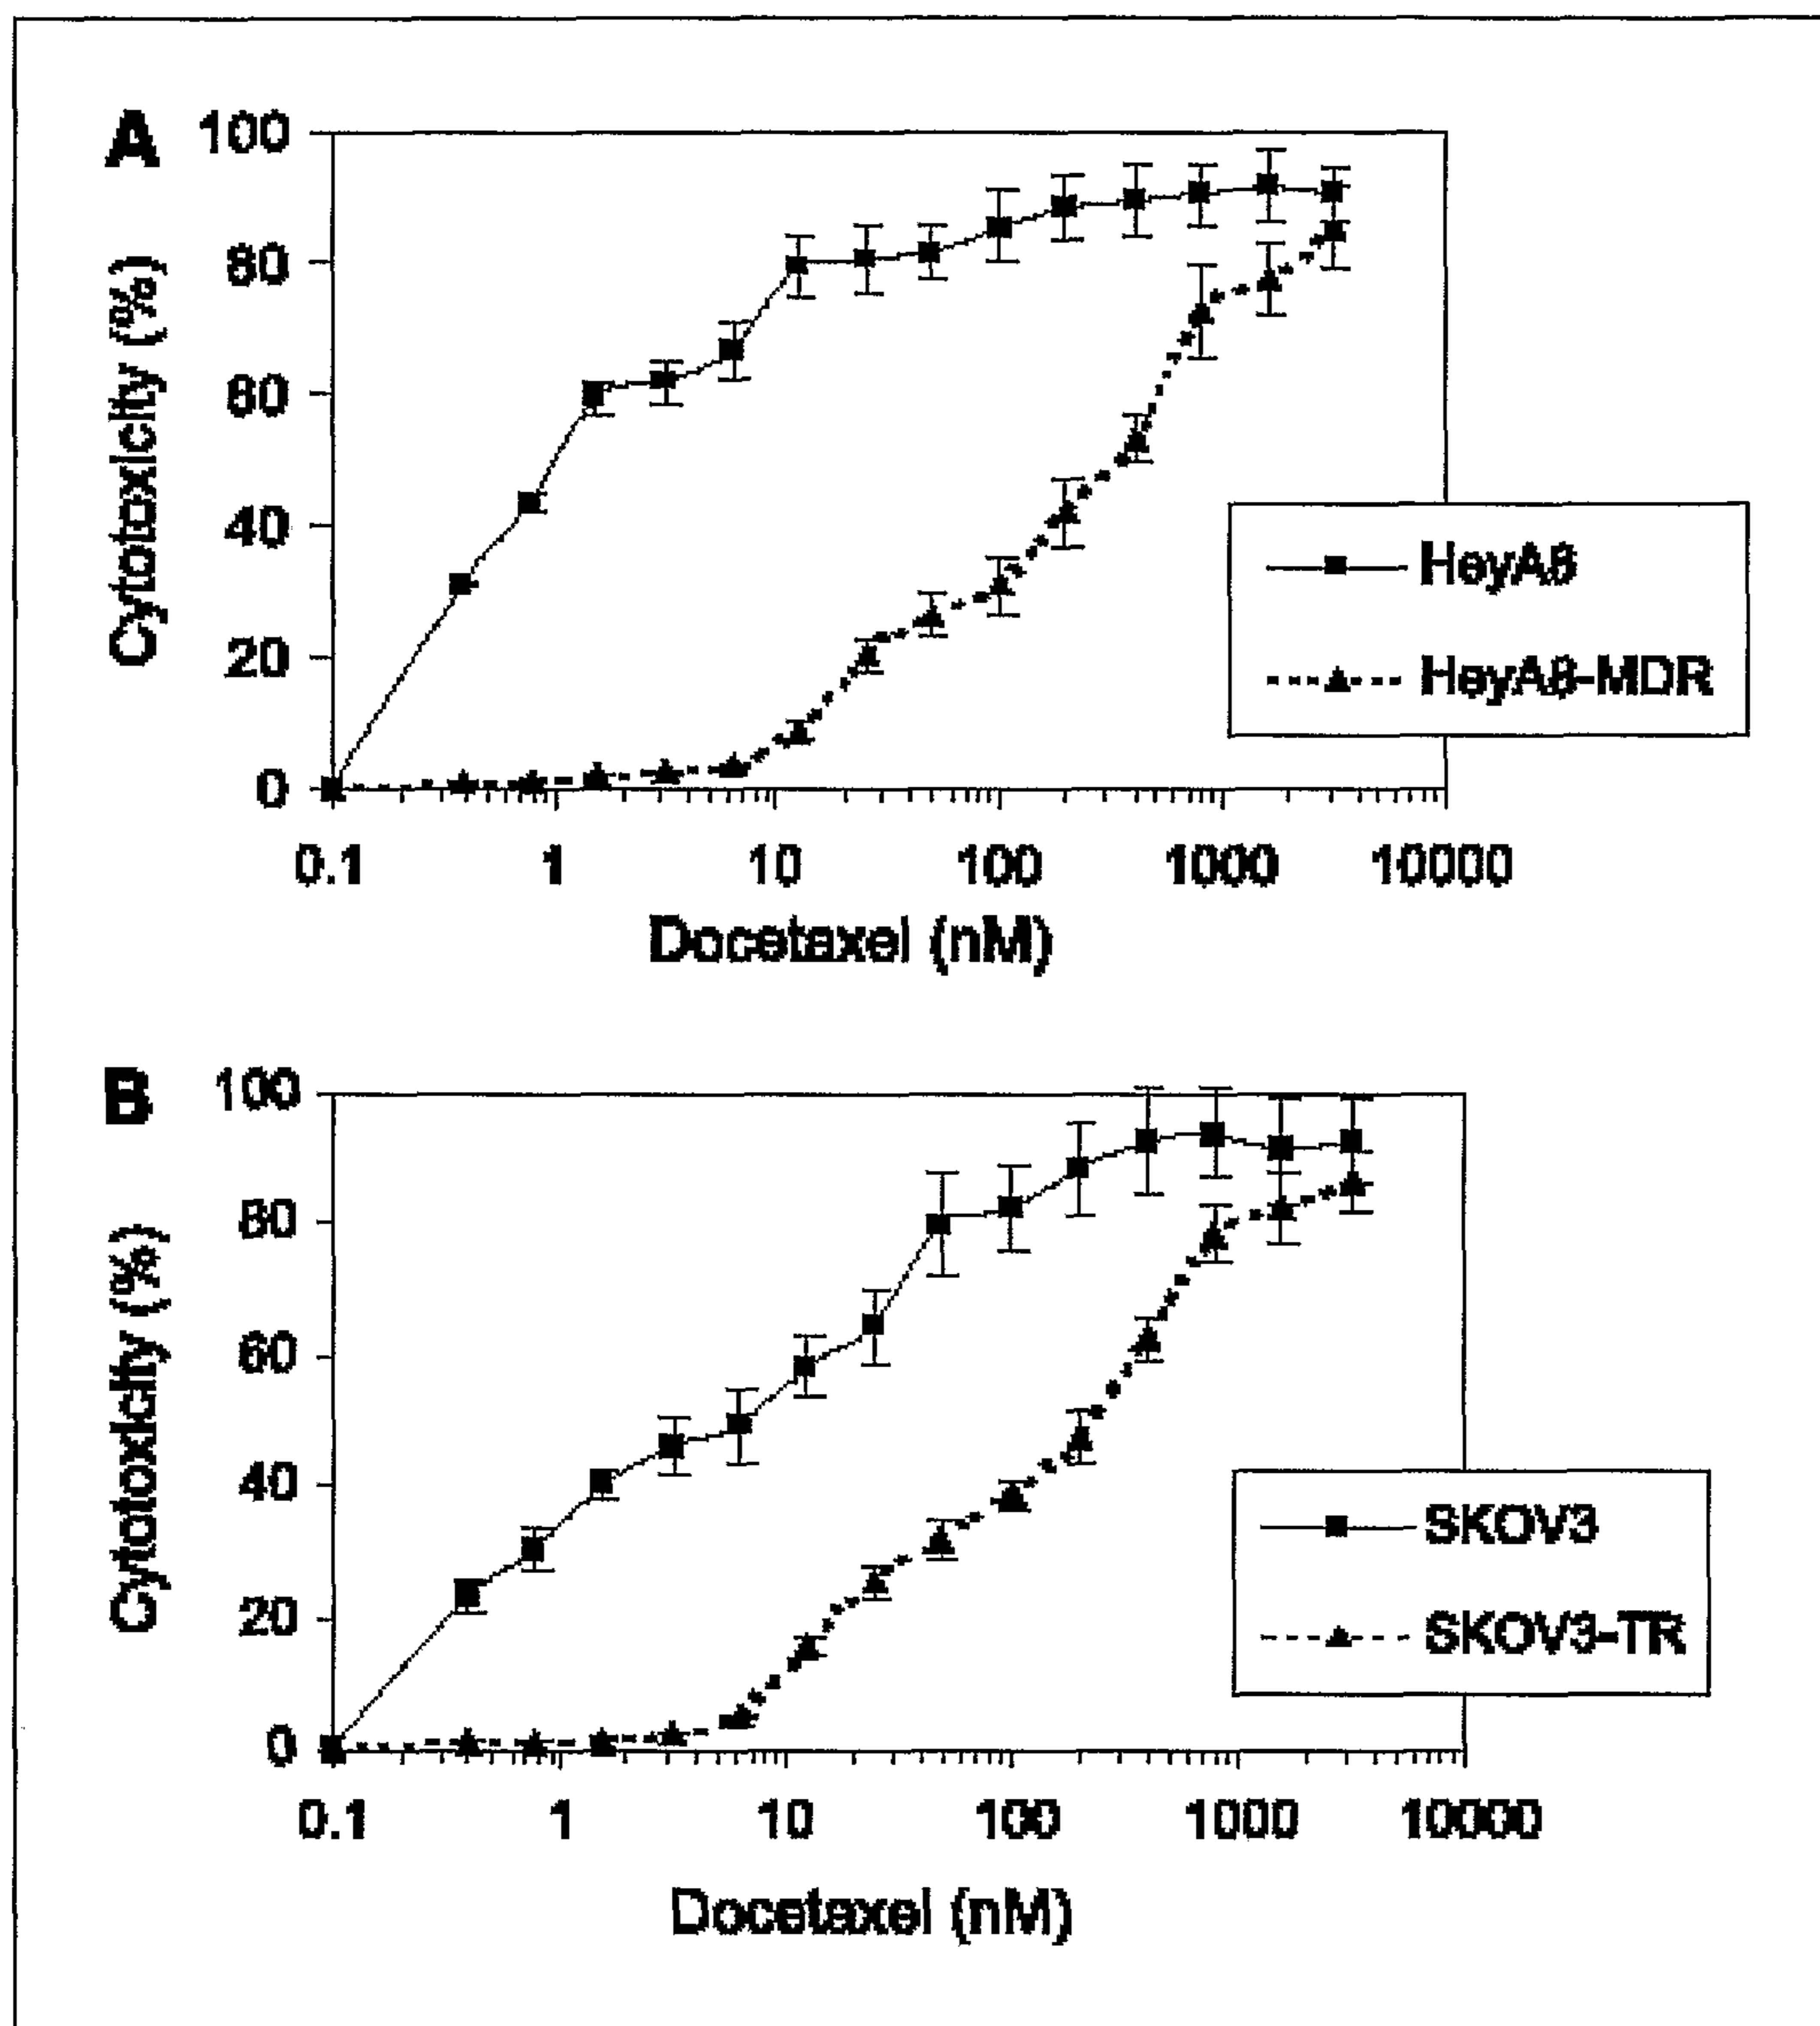 A
100
80
60
40
20
0
Cytotoxicity (%)
0.1 1 10 100 1000 10000
Docetaxel (nM)
HeyA8
HeyA8-MDR
B
100
80
60
40
20
0
Cytotoxicity (%)
0.1 1 10 100 1000 10000
Docetaxel (nM)
SKOV3
SKOV3-TR